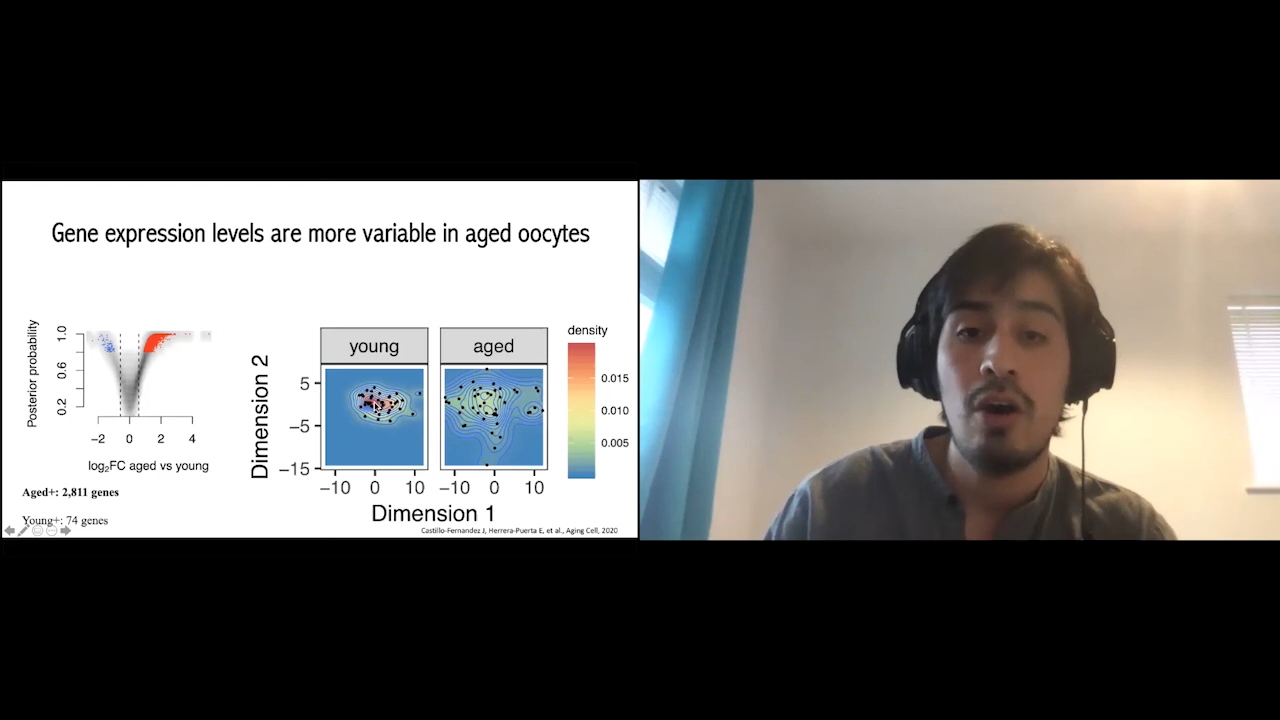 Gene expression levels are more variable in aged oocytes
Posterior probability
1.0
0.6
0.2
−2 0 2 4
log₂FC aged vs young
Aged+: 2,811 genes
Young+: 74 genes
young aged
Dimension 2
5
−5
−15
−10 0 10 −10 0 10
Dimension 1
density
0.015
0.010
0.005
Castillo-Fernandez J, Herrera-Puerta E, et al., Aging Cell, 2020